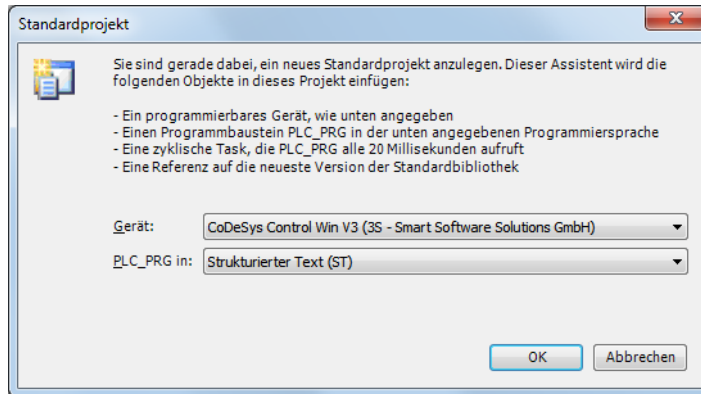 Standardprojekt
Sie sind gerade dabei, ein neues Standardprojekt anzulegen. Dieser Assistent wird die
folgenden Objekte in dieses Projekt einfügen:
- Ein programmierbares Gerät, wie unten angegeben
- Einen Programmbaustein PLC_PRG in der unten angegebenen Programmiersprache
- Eine zyklische Task, die PLC_PRG alle 20 Millisekunden aufruft
- Eine Referenz auf die neueste Version der Standardbibliothek
Gerät: CoDeSys Control Win V3 (3S - Smart Software Solutions GmbH)
PLC_PRG in: Strukturierter Text (ST)
OK Abbrechen